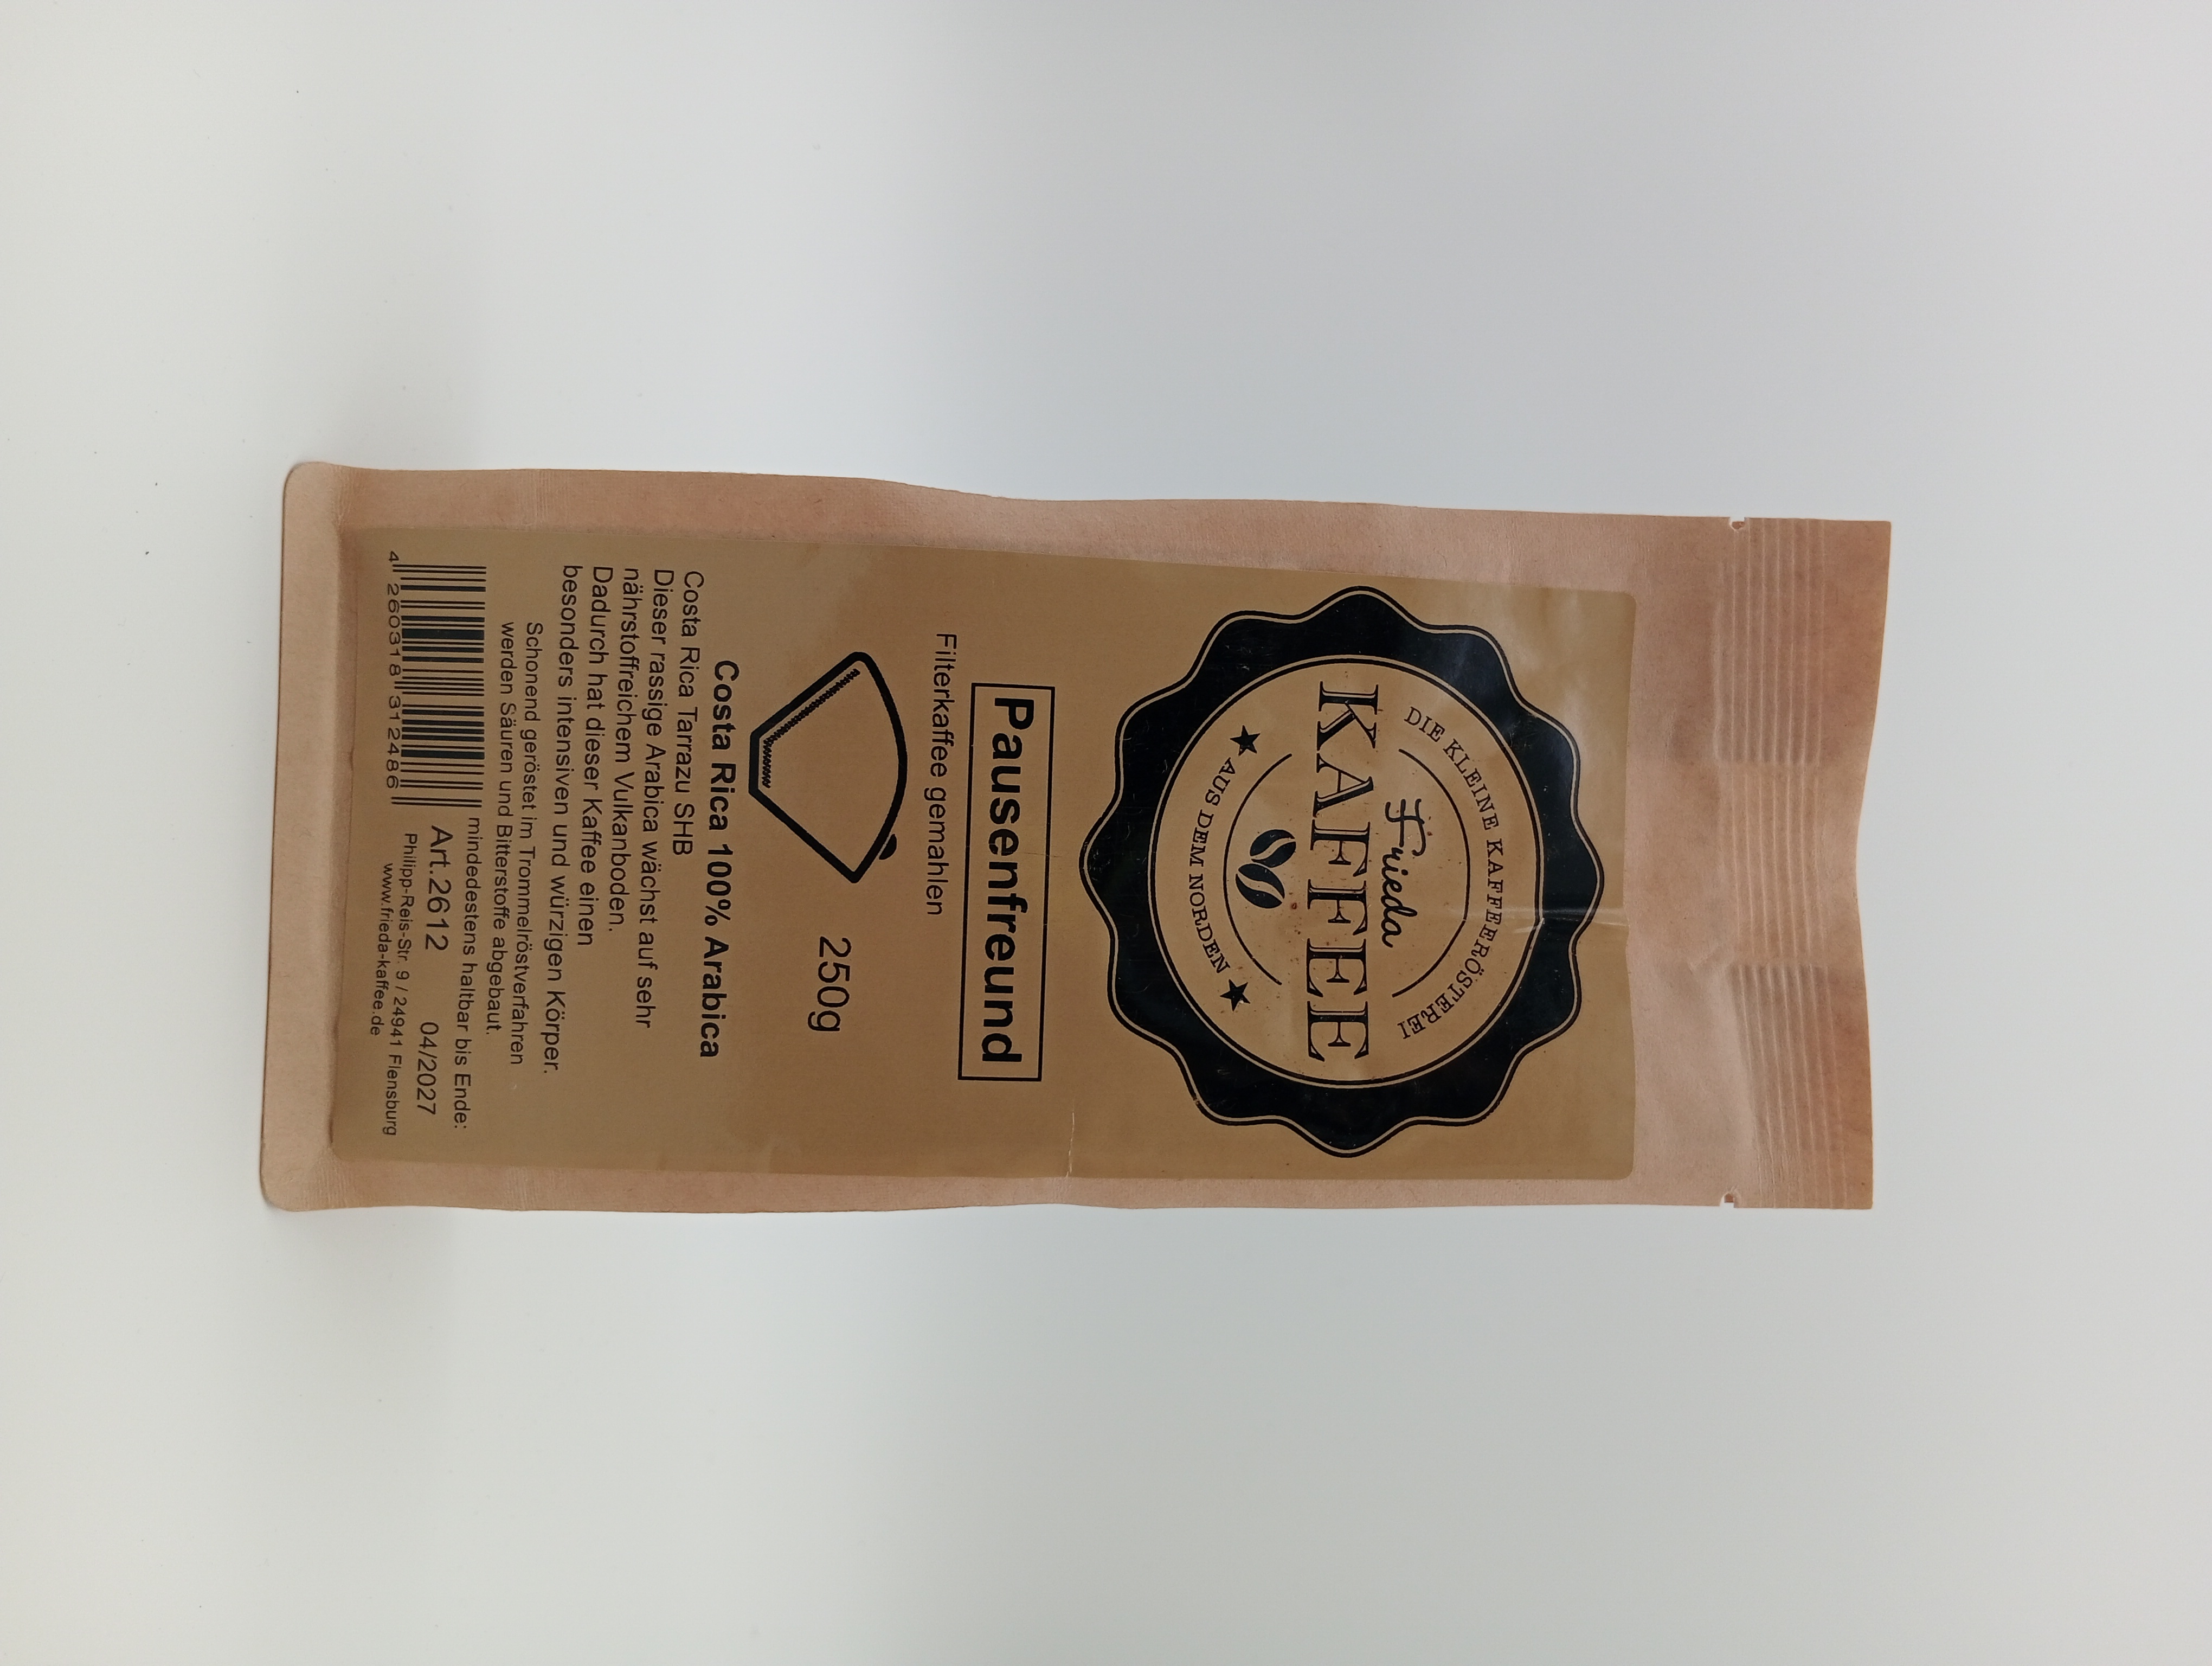 DIE KLEINE KAFFEERÖSTEREI
Frieda
KAFFEE
AUS DEM NORDEN
Pausenfreund
Filterkaffee gemahlen
250g
Costa Rica 100% Arabica
Costa Rica Tarrazu SHB
Dieser rassige Arabica wächst auf sehr
nährstoffreichem Vulkanboden.
Dadurch hat dieser Kaffee einen
besonders intensiven und würzigen Körper.
Schonend geröstet im Trommelröstverfahren
werden Säuren und Bitterstoffe abgebaut.
mindedestens haltbar bis Ende:
Art.2612 04/2027
Philipp-Reis-Str. 9 / 24941 Flensburg
www.frieda-kaffee.de
4 260318 312486